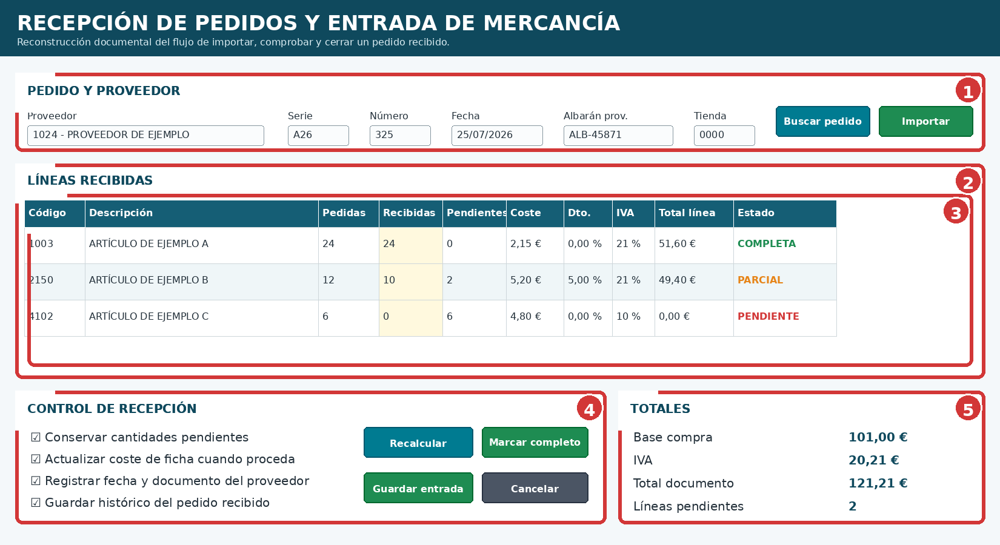 RECEPCIÓN DE PEDIDOS Y ENTRADA DE MERCANCÍA
Reconstrucción documental del flujo de importar, comprobar y cerrar un pedido recibido.
PEDIDO Y PROVEEDOR
1
Proveedor Serie Número Fecha Albarán prov. Tienda
1024 - PROVEEDOR DE EJEMPLO A26 325 25/07/2026 ALB-45871 0000
Buscar pedido Importar
LÍNEAS RECIBIDAS
2
3
Código Descripción Pedidas Recibidas Pendientes Coste Dto. IVA Total línea Estado
1003 ARTÍCULO DE EJEMPLO A 24 24 0 2,15 € 0,00 % 21 % 51,60 € COMPLETA
2150 ARTÍCULO DE EJEMPLO B 12 10 2 5,20 € 5,00 % 21 % 49,40 € PARCIAL
4102 ARTÍCULO DE EJEMPLO C 6 0 6 4,80 € 0,00 % 10 % 0,00 € PENDIENTE
CONTROL DE RECEPCIÓN
4
☑ Conservar cantidades pendientes
☑ Actualizar coste de ficha cuando proceda
☑ Registrar fecha y documento del proveedor
☑ Guardar histórico del pedido recibido
Recalcular Marcar completo
Guardar entrada Cancelar
TOTALES
5
Base compra 101,00 €
IVA 20,21 €
Total documento 121,21 €
Líneas pendientes 2